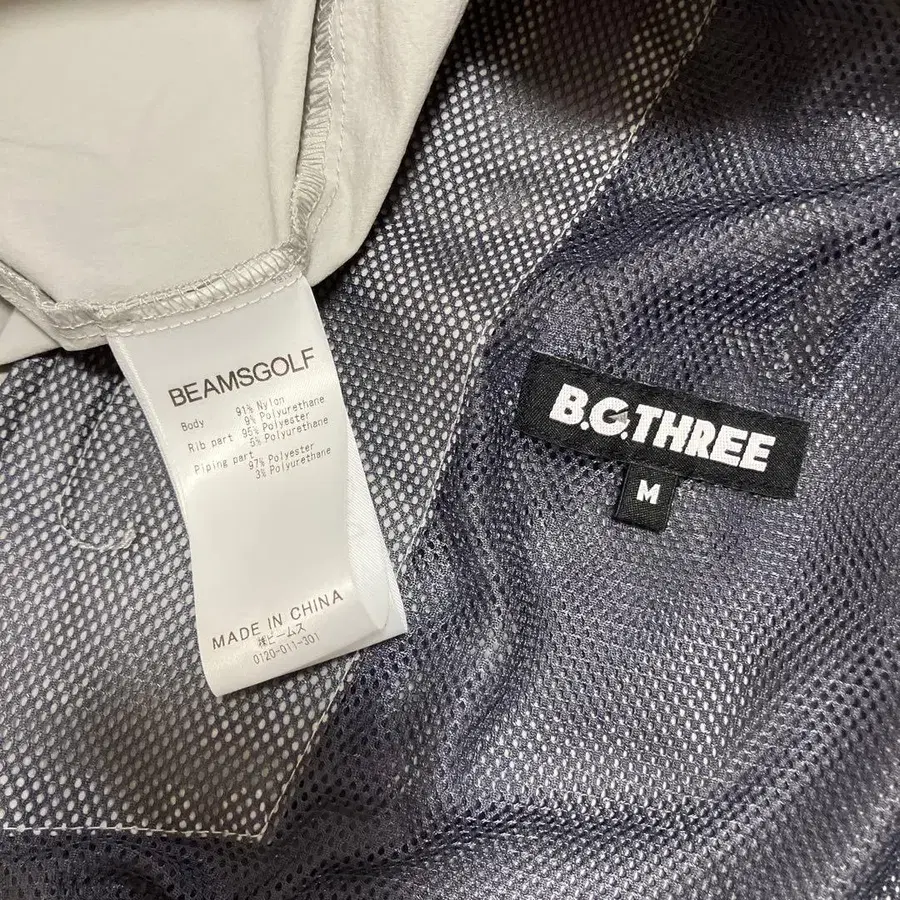 BEAMSGOLF
Body 91% Nylon
9% Polyurethane
Rib part 95% Polyester
5% Polyurethane
Piping part 97% Polyester
3% Polyurethane
MADE IN CHINA
㈱ビームス
0120-011-301
B.G.THREE
M